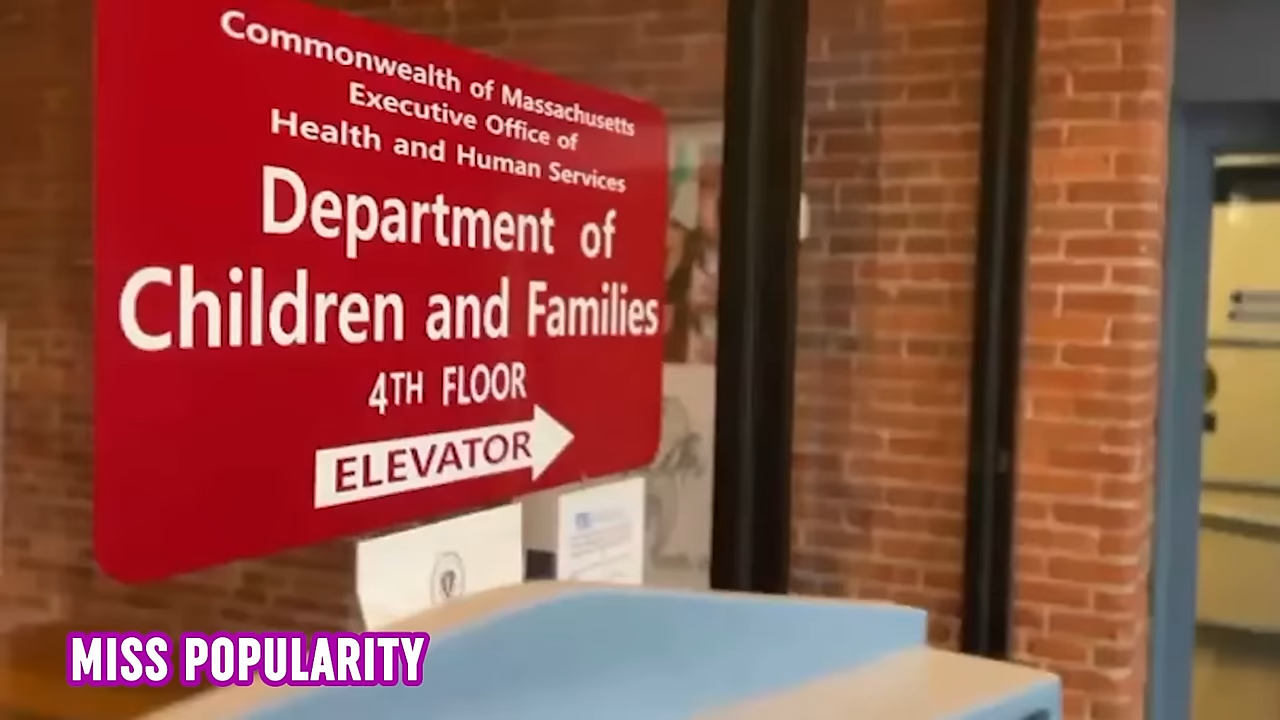 Commonwealth of Massachusetts
Executive Office of
Health and Human Services
Department of
Children and Families
4TH FLOOR
ELEVATOR
MISS POPULARITY